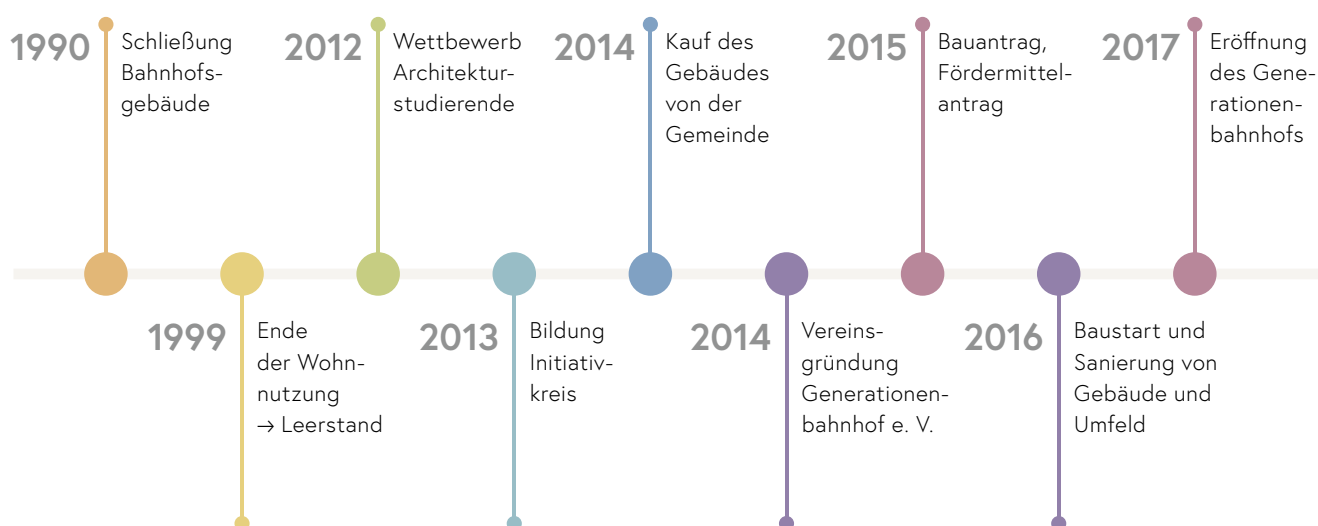 1990
Schließung
Bahnhofs-
gebäude
1999
Ende
der Wohn-
nutzung
→ Leerstand
2012
Wettbewerb
Architektur-
studierende
2013
Bildung
Initiativ-
kreis
2014
Kauf des
Gebäudes
von der
Gemeinde
2014
Vereins-
gründung
Generationen-
bahnhof e. V.
2015
Bauantrag,
Fördermittel-
antrag
2016
Baustart und
Sanierung von
Gebäude und
Umfeld
2017
Eröffnung
des Gene-
rationen-
bahnhofs